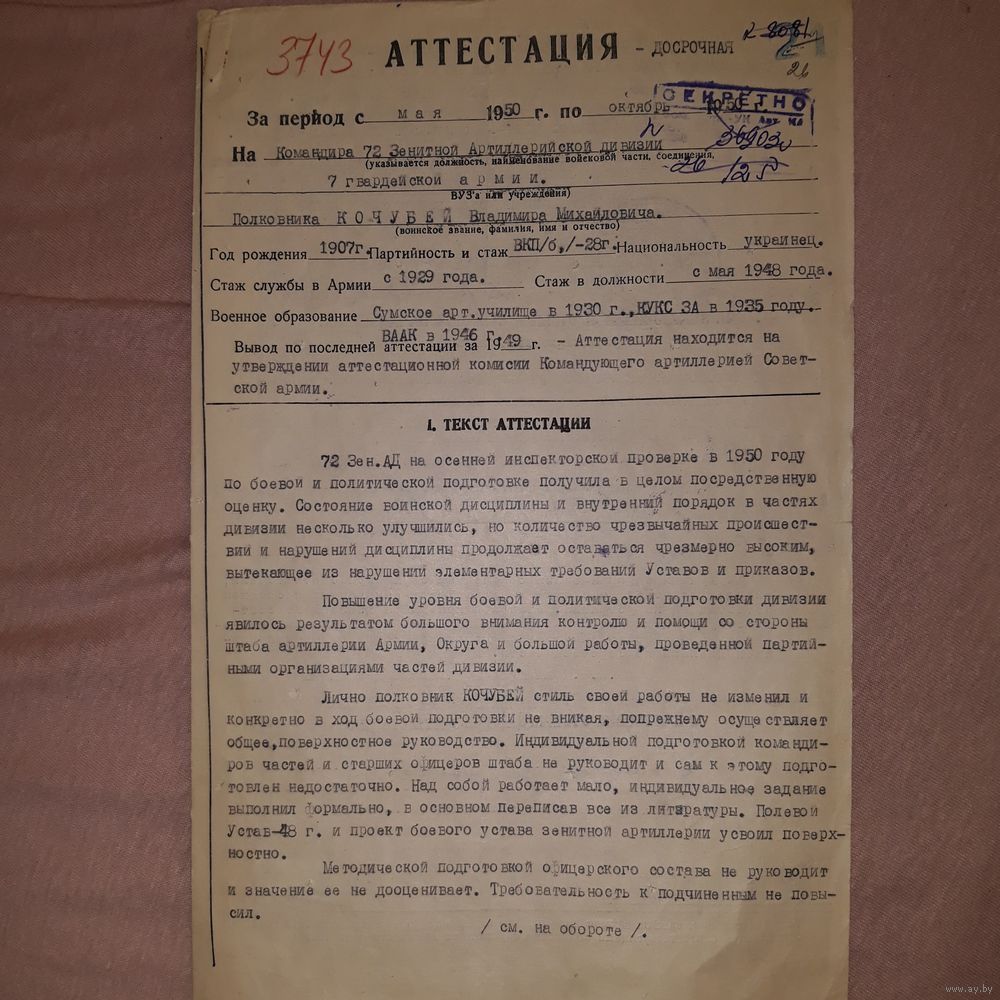 3743 АТТЕСТАЦИЯ - ДОСРОЧНАЯ
26
СЕКРЕТНО
За период с мая 1950 г. по октябрь 1950 г.
На Командира 72 Зенитной Артиллерийской дивизии
(указывается должность, наименование войсковой части, соединения,
7 гвардейской армии.
ВУЗ'а или учреждения)
Полковника КОЧУБЕЙ Владимира Михайловича.
(воинское звание, фамилия, имя и отчество)
Год рождения 1907г. Партийность и стаж ВКП/б,/-28г. Национальность украинец.
Стаж службы в Армии с 1929 года. Стаж в должности с мая 1948 года.
Военное образование Сумское арт.училище в 1930 г., КУКС ЗА в 1935 году.
ВААК в 1946 г.
Вывод по последней аттестации за 1949 г. - Аттестация находится на
утверждении аттестационной комисии Командующего артиллерией Совет-
ской армии.
1. ТЕКСТ АТТЕСТАЦИИ
72 Зен.АД на осенней инспекторской проверке в 1950 году
по боевой и политической подготовке получила в целом посредственную
оценку. Состояние воинской дисциплины и внутренний порядок в частях
дивизии несколько улучшились, но количество чрезвычайных происшест-
вий и нарушений дисциплины продолжает оставаться чрезмерно высоким,
вытекающее из нарушении элементарных требований Уставов и приказов.
Повышение уровня боевой и политической подготовки дивизии
явилось результатом большого внимания контролю и помощи со стороны
штаба артиллерии Армии, Округа и большой работы, проведенной партий-
ными организациями частей дивизии.
Лично полковник КОЧУБЕЙ стиль своей работы не изменил и
конкретно в ход боевой подготовки не вникая, попрежнему осуществляет
общее,поверхностное руководство. Индивидуальной подготовкой команди-
ров частей и старших офицеров штаба не руководит и сам к этому подго-
товлен недостаточно. Над собой работает мало, индивидуальное задание
выполнил формально, в основном переписав все из литературы. Полевой
Устав-48 г. и проект боевого устава зенитной артиллерии усвоил поверх-
ностно.
Методической подготовкой офицерского состава не руководит
и значение ее не дооценивает. Требовательность к подчиненным не повы-
сил.
/ см. на обороте /.
www.ay.by